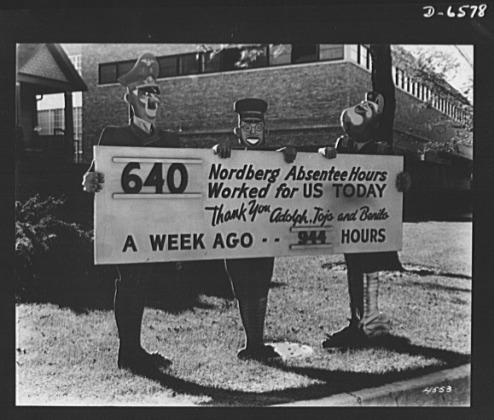 D-6578
640 Nordberg Absentee Hours
Worked for US TODAY
Thank You Adolph, Tojo and Benito
A WEEK AGO -- 944 HOURS
4553